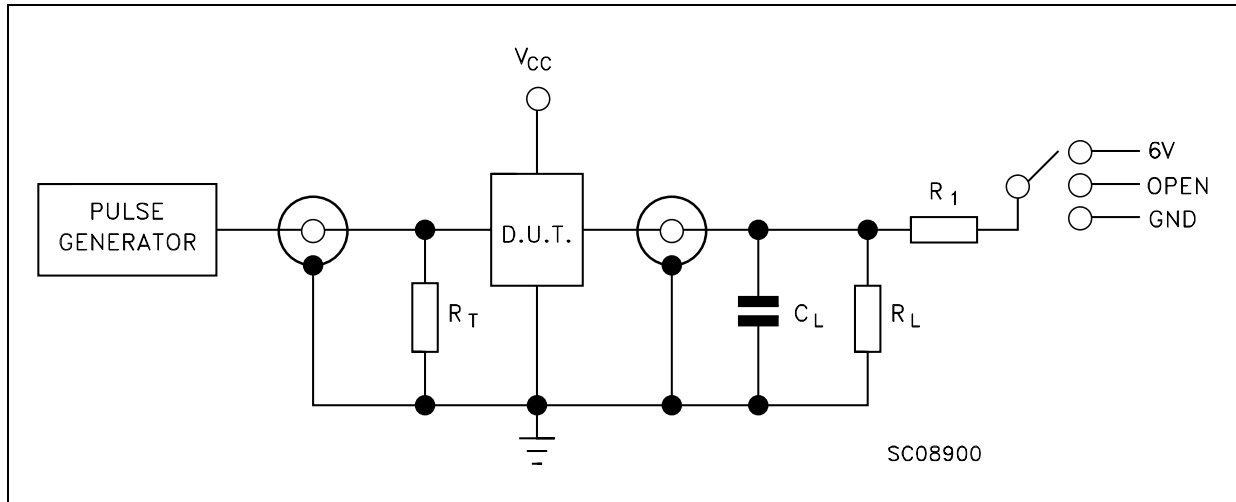 VCC
6V
OPEN
GND
R1
PULSE
GENERATOR
D.U.T.
RT
CL
RL
SC08900